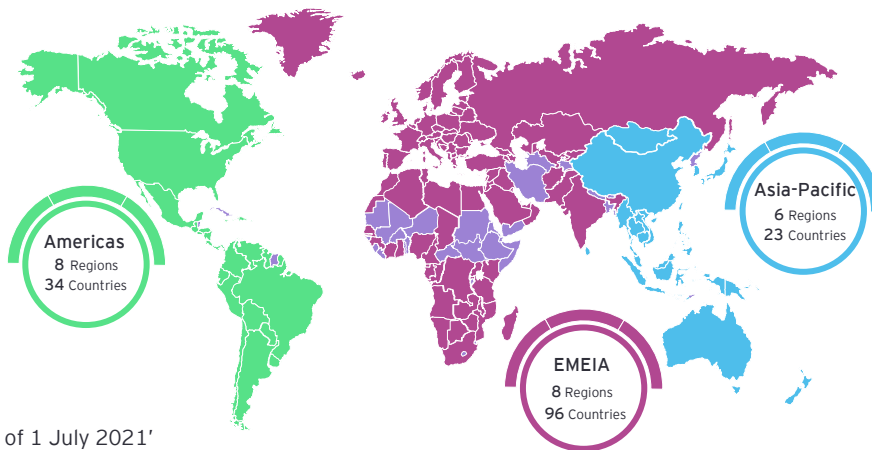 Americas
8 Regions
34 Countries
Asia-Pacific
6 Regions
23 Countries
EMEIA
8 Regions
96 Countries
of 1 July 2021’